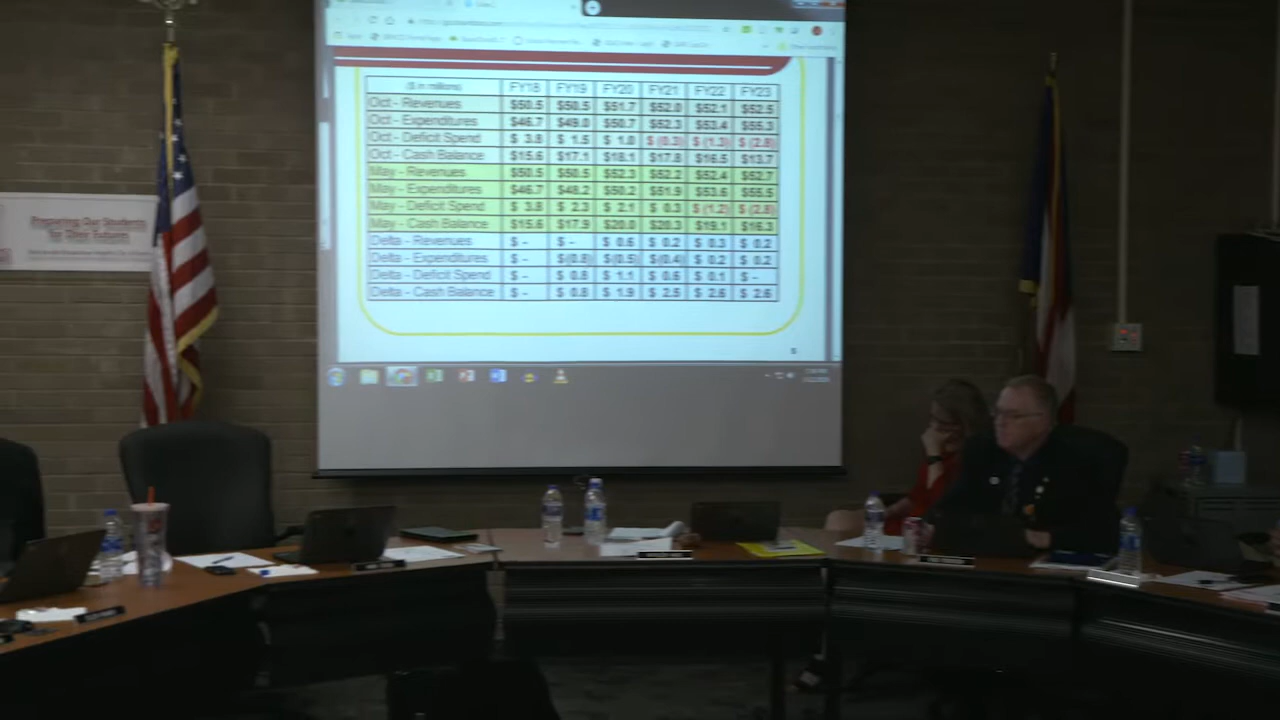 ($ in millions) FY18 FY19 FY20 FY21 FY22 FY23
Oct - Revenues $50.5 $50.5 $51.7 $52.0 $52.1 $52.5
Oct - Expenditures $46.7 $49.0 $50.7 $52.3 $53.4 $55.3
Oct - Deficit Spend $ 3.8 $ 1.5 $ 1.0 $ (0.3) $ (1.3) $ (2.8)
Oct - Cash Balance $15.6 $17.1 $18.1 $17.8 $16.5 $13.7
May - Revenues $50.5 $50.5 $52.3 $52.2 $52.4 $52.7
May - Expenditures $46.7 $48.2 $50.2 $51.9 $53.6 $55.5
May - Deficit Spend $ 3.8 $ 2.3 $ 2.1 $ 0.3 $ (1.2) $ (2.8)
May - Cash Balance $15.6 $17.9 $20.0 $20.3 $19.1 $16.3
Delta - Revenues $ - $ - $ 0.6 $ 0.2 $ 0.3 $ 0.2
Delta - Expenditures $ - $ (0.8) $ (0.5) $ (0.4) $ 0.2 $ 0.2
Delta - Deficit Spend $ - $ 0.8 $ 1.1 $ 0.6 $ 0.1 $ -
Delta - Cash Balance $ - $ 0.8 $ 1.9 $ 2.5 $ 2.6 $ 2.6
Preparing Our Students